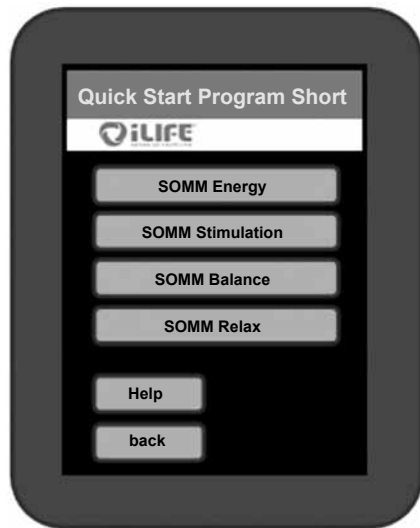 Quick Start Program Short
iLIFE
SOMM Energy
SOMM Stimulation
SOMM Balance
SOMM Relax
Help
back